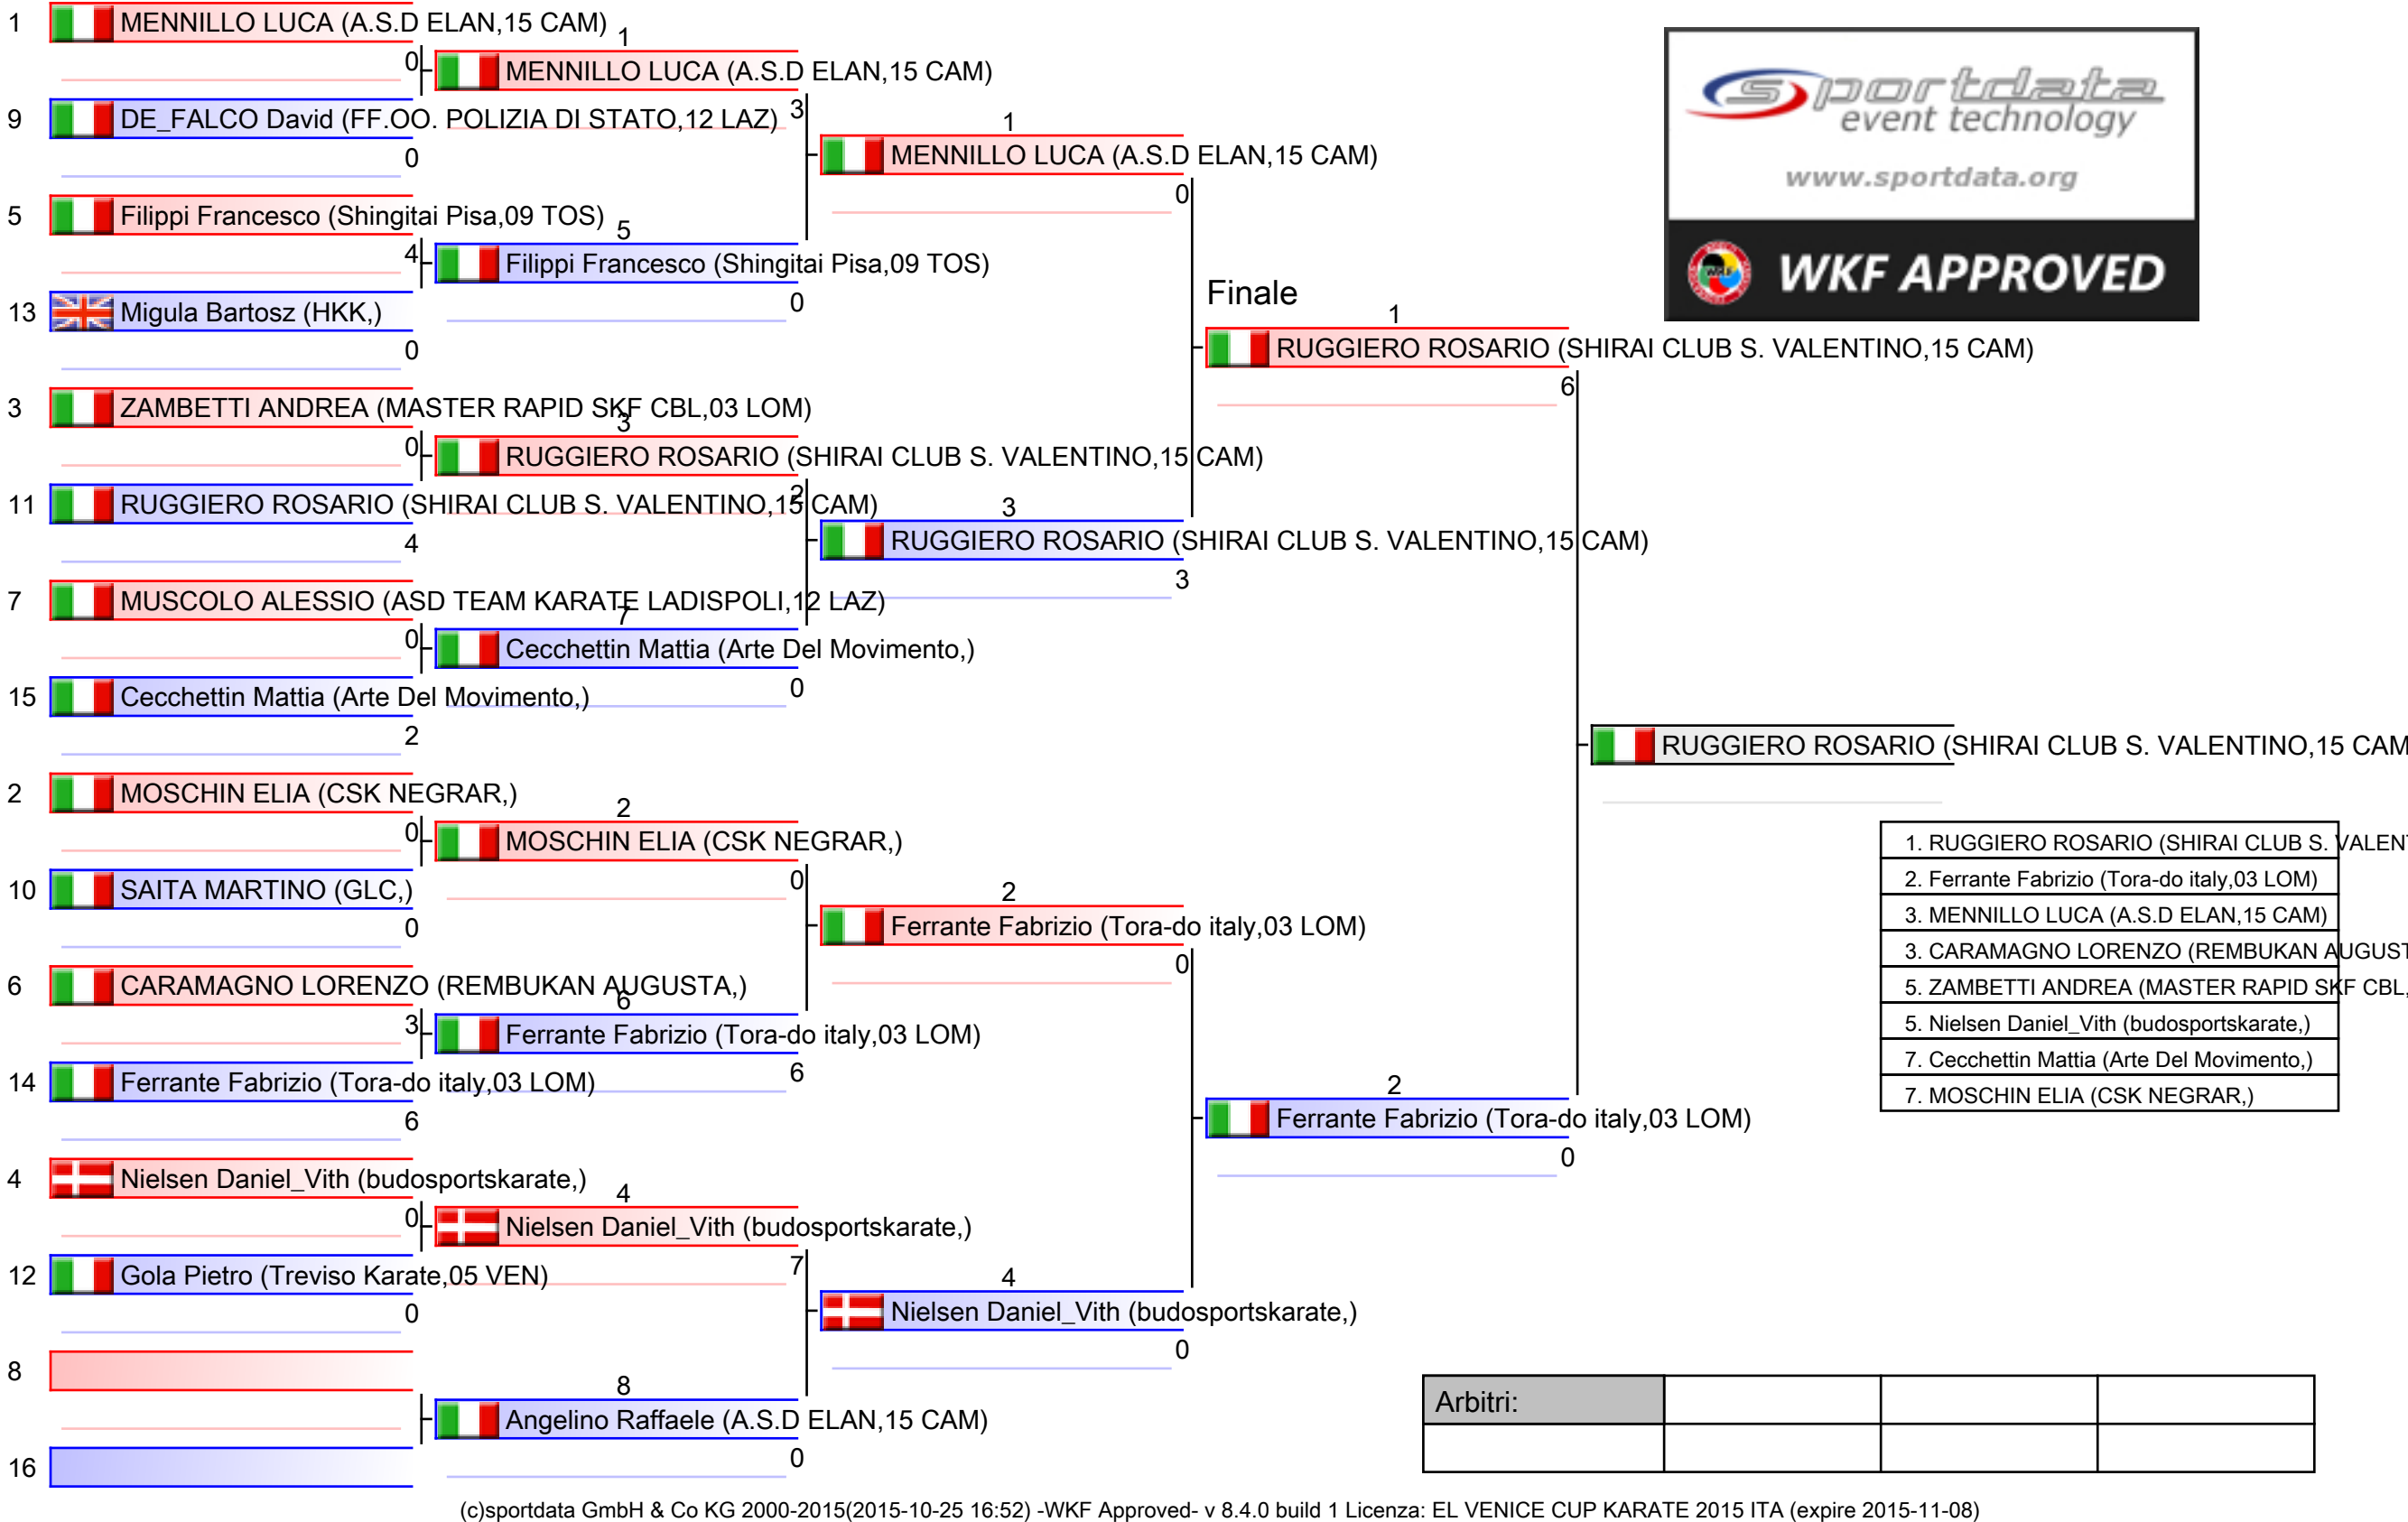 1 MENNILLO LUCA (A.S.D ELAN,15 CAM)
0
9 DE_FALCO David (FF.OO. POLIZIA DI STATO,12 LAZ)
0
5 Filippi Francesco (Shingitai Pisa,09 TOS)
4
13 Migula Bartosz (HKK,)
0
3 ZAMBETTI ANDREA (MASTER RAPID SKF CBL,03 LOM)
0
11 RUGGIERO ROSARIO (SHIRAI CLUB S. VALENTINO,15 CAM)
4
7 MUSCOLO ALESSIO (ASD TEAM KARATE LADISPOLI,12 LAZ)
0
15 Cecchettin Mattia (Arte Del Movimento,)
2
2 MOSCHIN ELIA (CSK NEGRAR,)
0
10 SAITA MARTINO (GLC,)
0
6 CARAMAGNO LORENZO (REMBUKAN AUGUSTA,)
3
14 Ferrante Fabrizio (Tora-do italy,03 LOM)
6
4 Nielsen Daniel_Vith (budosportskarate,)
0
12 Gola Pietro (Treviso Karate,05 VEN)
0
8
16
1
MENNILLO LUCA (A.S.D ELAN,15 CAM)
3
5
Filippi Francesco (Shingitai Pisa,09 TOS)
0
3
RUGGIERO ROSARIO (SHIRAI CLUB S. VALENTINO,15 CAM)
2
7
Cecchettin Mattia (Arte Del Movimento,)
0
2
MOSCHIN ELIA (CSK NEGRAR,)
0
6
Ferrante Fabrizio (Tora-do italy,03 LOM)
6
4
Nielsen Daniel_Vith (budosportskarate,)
7
8
Angelino Raffaele (A.S.D ELAN,15 CAM)
0
1
MENNILLO LUCA (A.S.D ELAN,15 CAM)
0
3
RUGGIERO ROSARIO (SHIRAI CLUB S. VALENTINO,15 CAM)
3
2
Ferrante Fabrizio (Tora-do italy,03 LOM)
0
4
Nielsen Daniel_Vith (budosportskarate,)
0
Finale
1
RUGGIERO ROSARIO (SHIRAI CLUB S. VALENTINO,15 CAM)
6
2
Ferrante Fabrizio (Tora-do italy,03 LOM)
0
RUGGIERO ROSARIO (SHIRAI CLUB S. VALENTINO,15 CAM
sportdata
event technology
www.sportdata.org
WKF
WKF APPROVED
1. RUGGIERO ROSARIO (SHIRAI CLUB S. VALEN
2. Ferrante Fabrizio (Tora-do italy,03 LOM)
3. MENNILLO LUCA (A.S.D ELAN,15 CAM)
3. CARAMAGNO LORENZO (REMBUKAN AUGUST
5. ZAMBETTI ANDREA (MASTER RAPID SKF CBL,
5. Nielsen Daniel_Vith (budosportskarate,)
7. Cecchettin Mattia (Arte Del Movimento,)
7. MOSCHIN ELIA (CSK NEGRAR,)
Arbitri:
(c)sportdata GmbH & Co KG 2000-2015(2015-10-25 16:52) -WKF Approved- v 8.4.0 build 1 Licenza: EL VENICE CUP KARATE 2015 ITA (expire 2015-11-08)